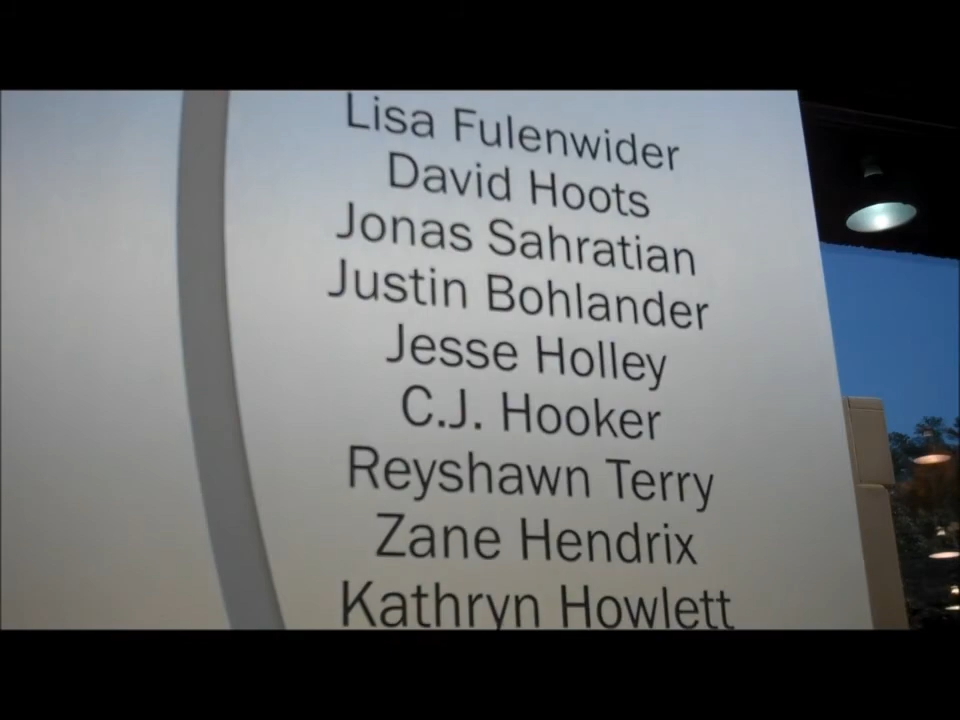 Lisa Fulenwider
David Hoots
Jonas Sahratian
Justin Bohlander
Jesse Holley
C.J. Hooker
Reyshawn Terry
Zane Hendrix
Kathryn Howlett